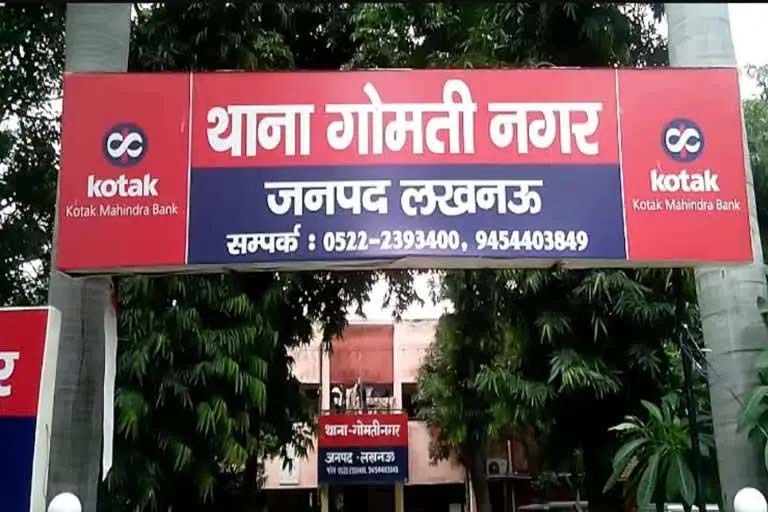 kotak
Kotak Mahindra Bank
थाना गोमती नगर
जनपद लखनऊ
सम्पर्क : 0522-2393400, 9454403849
kotak
Kotak Mahindra Bank
र
थाना-गोमतीनगर
जनपद-लखनऊ